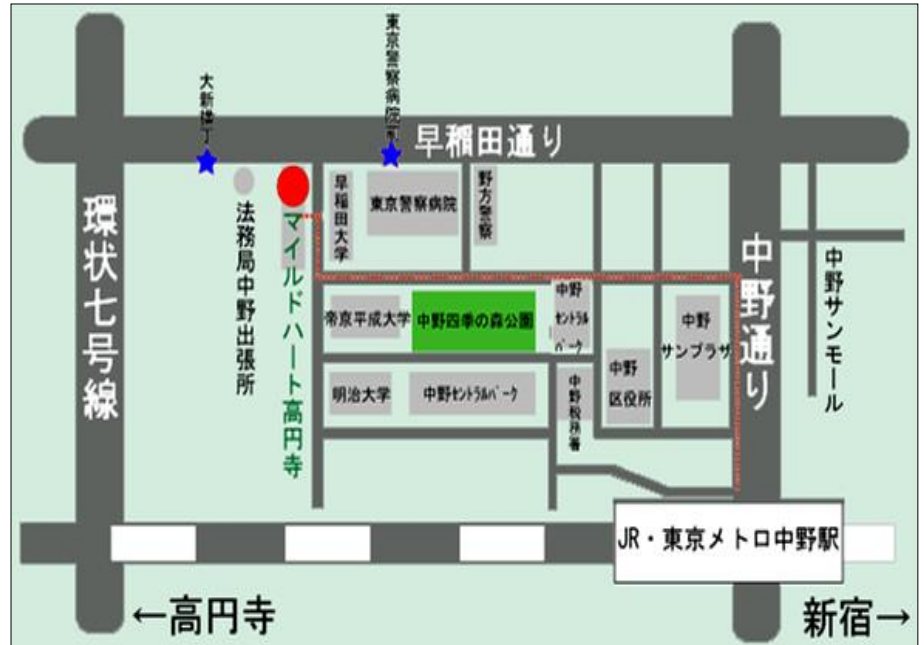 東京警察病院前
大新横丁
早稲田通り
環状七号線
法務局中野出張所
マイルドハート高円寺
早稲田大学
東京警察病院
野方警察
中野通り
中野サンモール
帝京平成大学
中野四季の森公園
中野セントラルパーク
中野サンプラザ
中野区役所
明治大学
中野セントラルパーク
中野税務署
JR・東京メトロ中野駅
←高円寺
新宿→